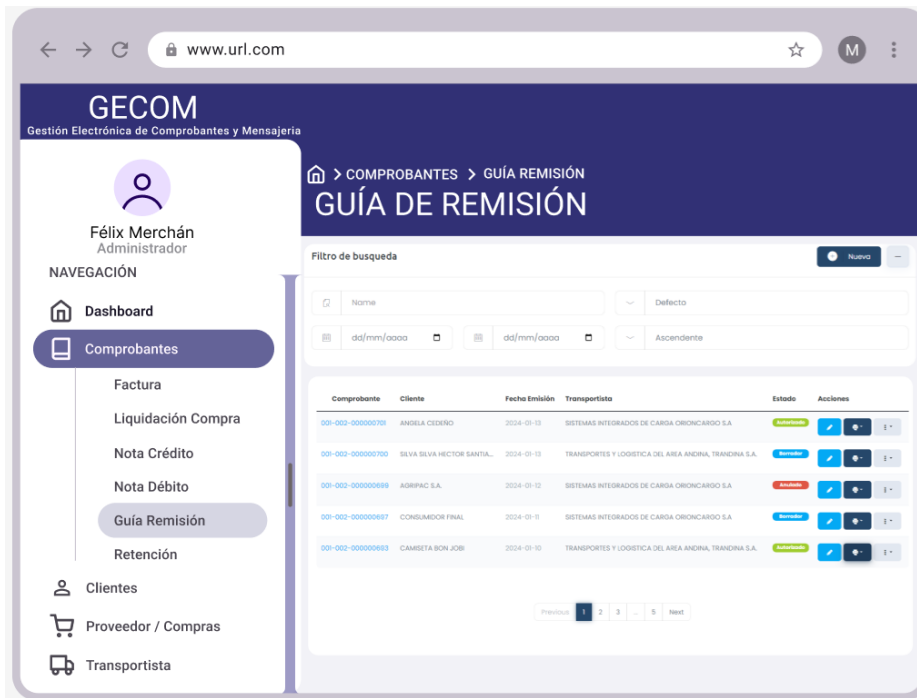 www.url.com
M
GECOM
Gestión Electrónica de Comprobantes y Mensajeria
Félix Merchán
Administrador
NAVEGACIÓN
Dashboard
Comprobantes
Factura
Liquidación Compra
Nota Crédito
Nota Débito
Guía Remisión
Retención
Clientes
Proveedor / Compras
Transportista
> COMPROBANTES > GUÍA REMISIÓN
GUÍA DE REMISIÓN
Filtro de busqueda
Nueva
Name
Defecto
dd/mm/aaaa dd/mm/aaaa Ascendente
Comprobante Cliente Fecha Emisión Transportista Estado Acciones
001-002-000000701 ANGELA CEDEÑO 2024-01-13 SISTEMAS INTEGRADOS DE CARGA ORIONCARGO S.A Autorizado
001-002-000000700 SILVA SILVA HECTOR SANTIA... 2024-01-13 TRANSPORTES Y LOGISTICA DEL AREA ANDINA, TRANDINA S.A. Borrador
001-002-000000699 AGRIPAC S.A. 2024-01-12 SISTEMAS INTEGRADOS DE CARGA ORIONCARGO S.A Anulado
001-002-000000697 CONSUMIDOR FINAL 2024-01-11 SISTEMAS INTEGRADOS DE CARGA ORIONCARGO S.A Borrador
001-002-000000693 CAMISETA BON JOBI 2024-01-10 TRANSPORTES Y LOGISTICA DEL AREA ANDINA, TRANDINA S.A. Autorizado
Previous 1 2 3 ... 5 Next